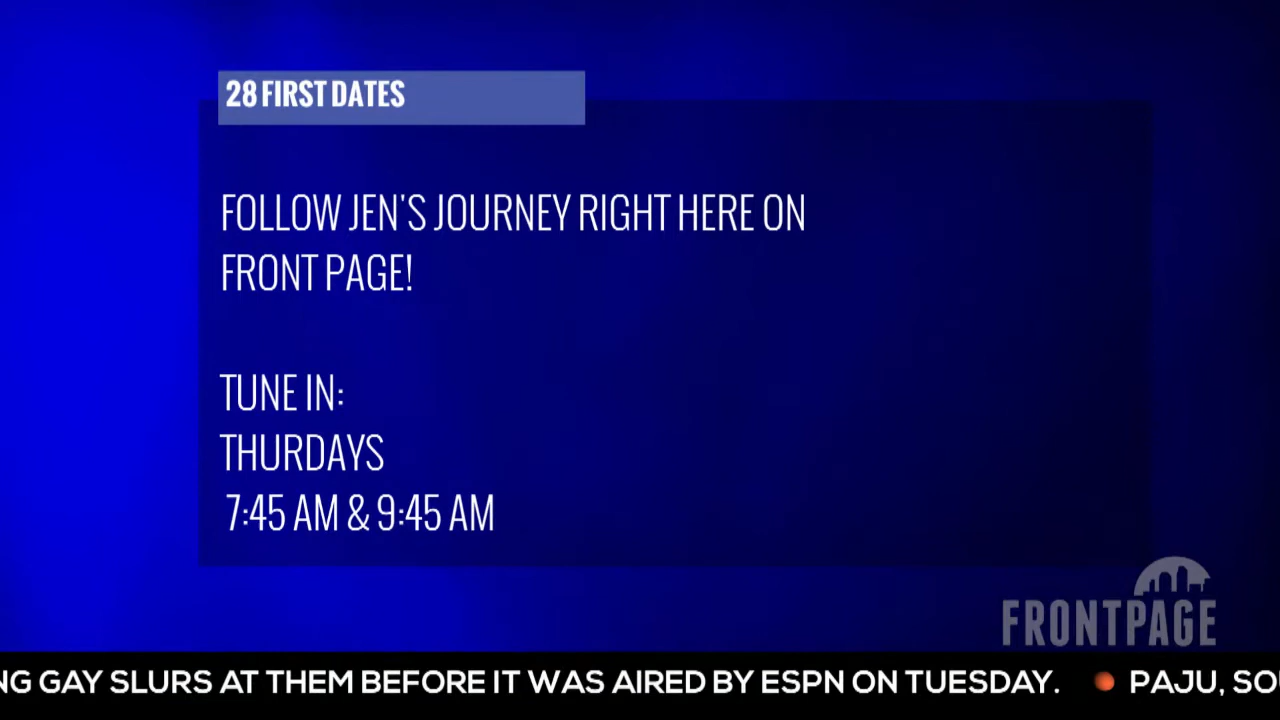 28 FIRST DATES
FOLLOW JEN'S JOURNEY RIGHT HERE ON
FRONT PAGE!
TUNE IN:
THURDAYS
7:45 AM & 9:45 AM
FRONTPAGE
NG GAY SLURS AT THEM BEFORE IT WAS AIRED BY ESPN ON TUESDAY. PAJU, SOU